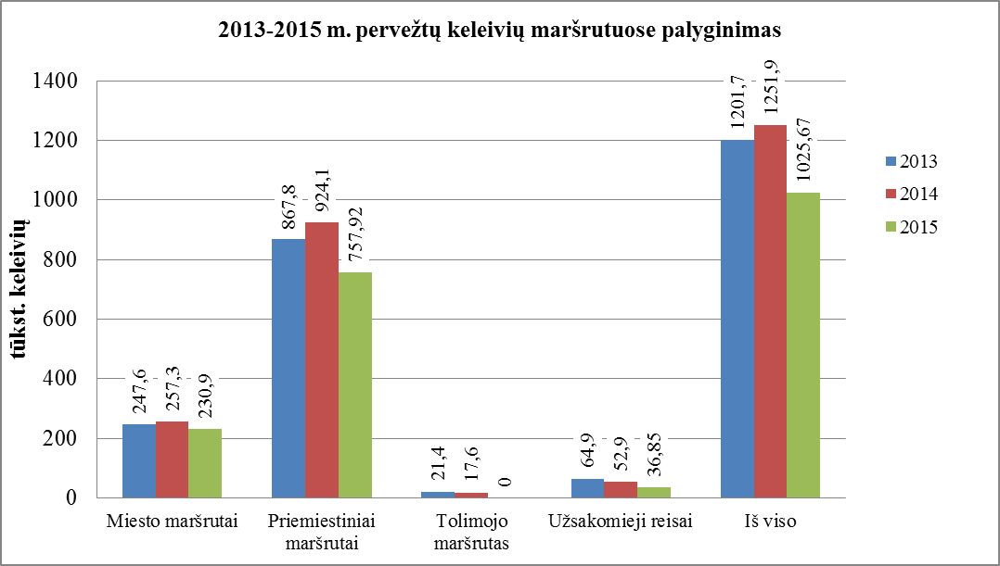 2013-2015 m. pervežtų keleivių maršrutuose palyginimas
tūkst. keleivių
1400
1200
1000
800
600
400
200
0
247,6
257,3
230,9
867,8
924,1
757,92
21,4
17,6
0
64,9
52,9
36,85
1201,7
1251,9
1025,67
Miesto maršrutai
Priemiestiniai
maršrutai
Tolimojo
maršrutas
Užsakomieji reisai
Iš viso
2013
2014
2015